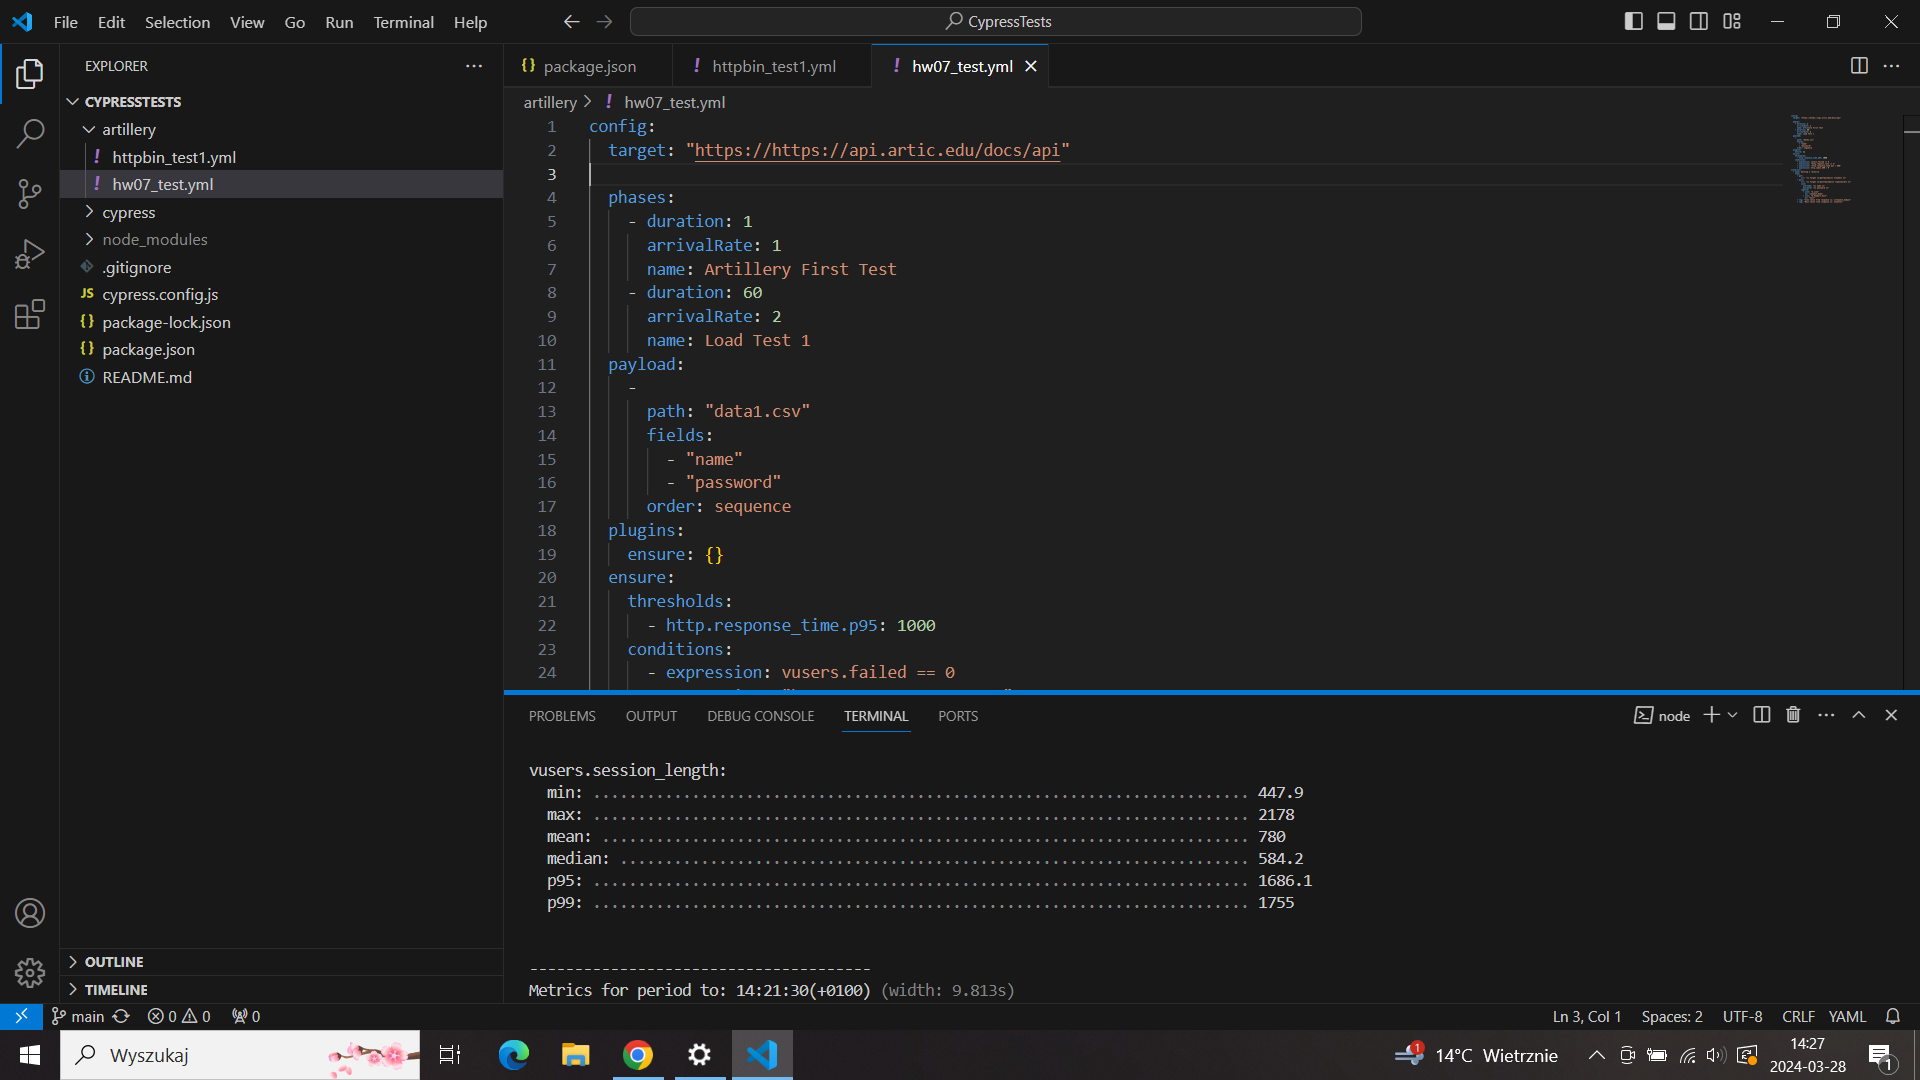 File Edit Selection View Go Run Terminal Help
CypressTests
EXPLORER
CYPRESSTESTS
artillery
! httpbin_test1.yml
! hw07_test.yml
cypress
node_modules
.gitignore
JS cypress.config.js
{} package-lock.json
{} package.json
README.md
OUTLINE
TIMELINE
{} package.json
! httpbin_test1.yml
! hw07_test.yml
artillery > ! hw07_test.yml
1 config:
2 target: "https://https://api.artic.edu/docs/api"
3
4 phases:
5 - duration: 1
6 arrivalRate: 1
7 name: Artillery First Test
8 - duration: 60
9 arrivalRate: 2
10 name: Load Test 1
11 payload:
12 -
13 path: "data1.csv"
14 fields:
15 - "name"
16 - "password"
17 order: sequence
18 plugins:
19 ensure: {}
20 ensure:
21 thresholds:
22 - http.response_time.p95: 1000
23 conditions:
24 - expression: vusers.failed == 0
PROBLEMS OUTPUT DEBUG CONSOLE TERMINAL PORTS
node
vusers.session_length:
min: ......................................................................... 447.9
max: ......................................................................... 2178
mean: ........................................................................ 780
median: ...................................................................... 584.2
p95: ......................................................................... 1686.1
p99: ......................................................................... 1755
--------------------------------------
Metrics for period to: 14:21:30(+0100) (width: 9.813s)
main 0 0 0
Ln 3, Col 1 Spaces: 2 UTF-8 CRLF YAML
Wyszukaj
1 14°C Wietrznie
14:27
2024-03-28
1